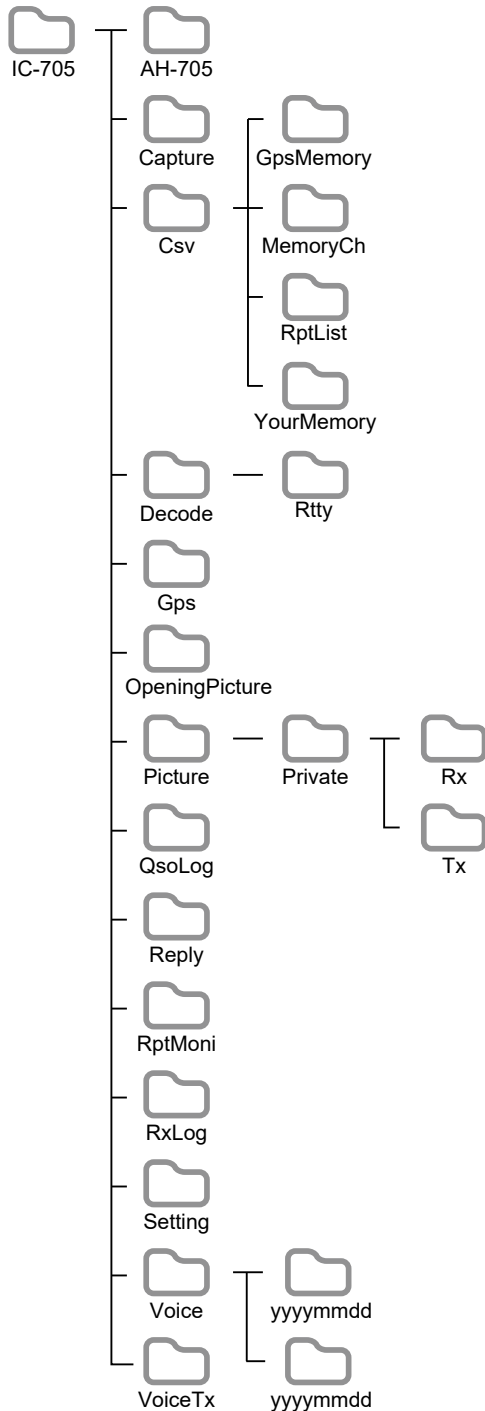 IC-705 AH-705
Capture GpsMemory
Csv MemoryCh
RptList
YourMemory
Decode Rtty
Gps
OpeningPicture
Picture Private Rx
QsoLog Tx
Reply
RptMoni
RxLog
Setting
Voice yyyymmdd
VoiceTx yyyymmdd